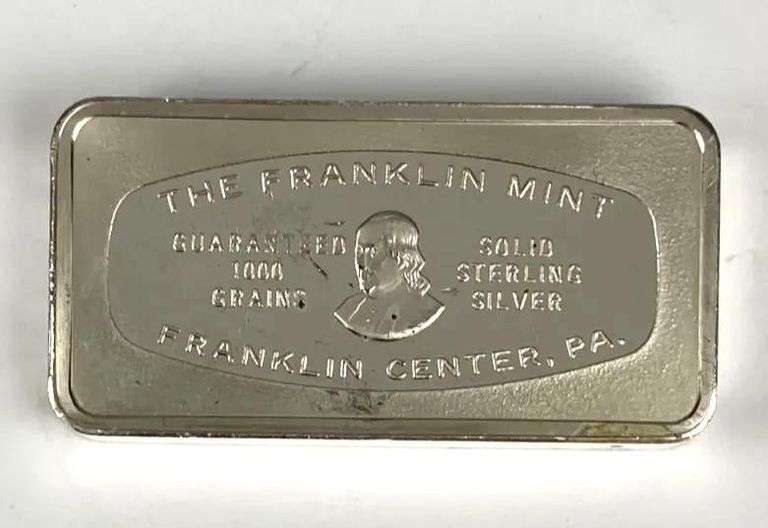 THE FRANKLIN MINT
GUARANTEED
1000
GRAINS
SOLID
STERLING
SILVER
FRANKLIN CENTER, PA.